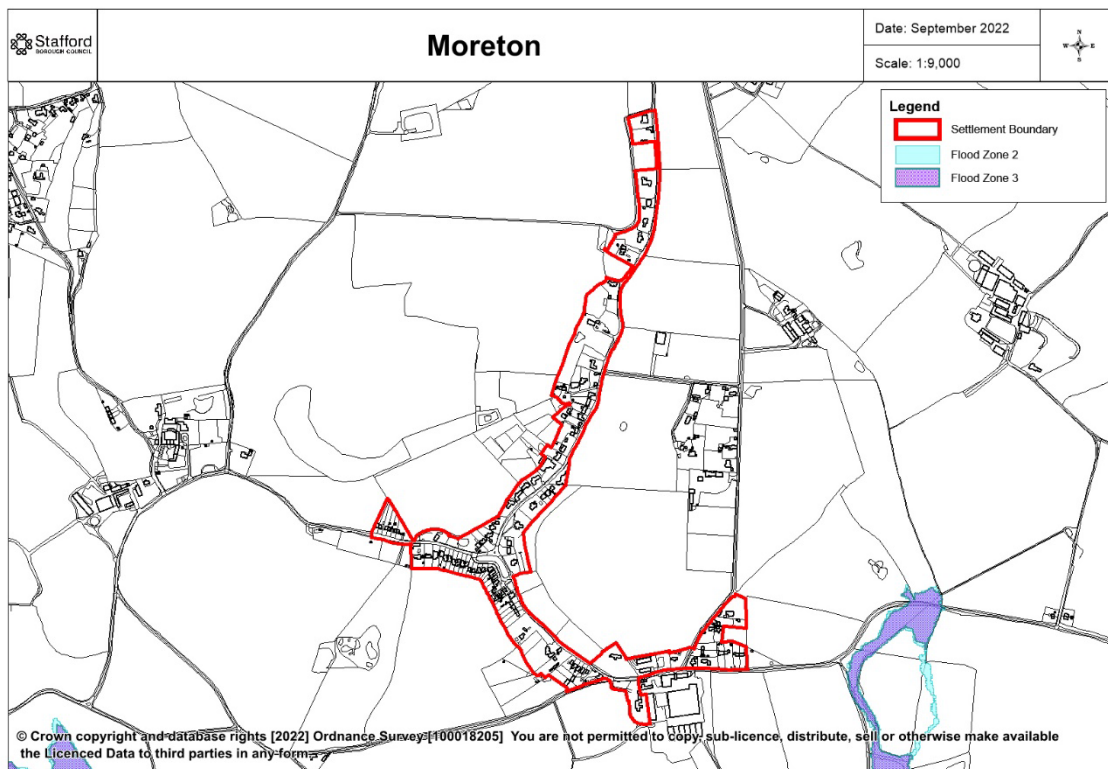 Stafford
BOROUGH COUNCIL
Moreton
Date: September 2022
Scale: 1:9,000
N
W E
S
Legend
Settlement Boundary
Flood Zone 2
Flood Zone 3
© Crown copyright and database rights [2022] Ordnance Survey [100018205] You are not permitted to copy, sub-licence, distribute, sell or otherwise make available
the Licenced Data to third parties in any form.